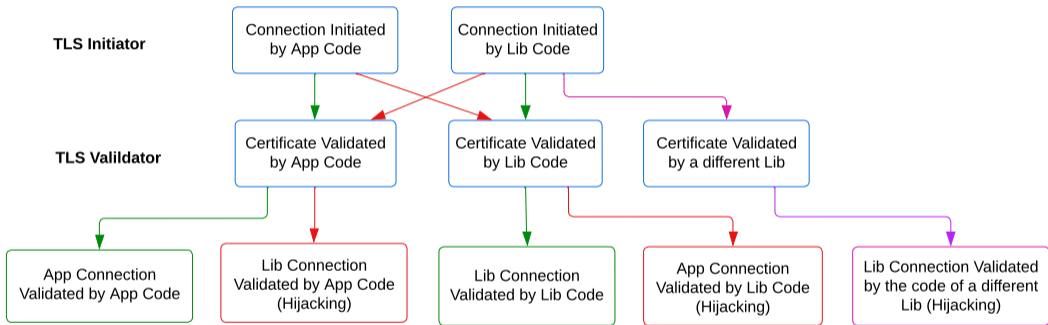 TLS Initiator
Connection Initiated
by App Code
Connection Initiated
by Lib Code
TLS Valildator
Certificate Validated
by App Code
Certificate Validated
by Lib Code
Certificate Validated
by a different Lib
App Connection
Validated by App Code
Lib Connection
Validated by App Code
(Hijacking)
Lib Connection
Validated by Lib Code
App Connection
Validated by Lib Code
(Hijacking)
Lib Connection Validated
by the code of a different
Lib (Hijacking)